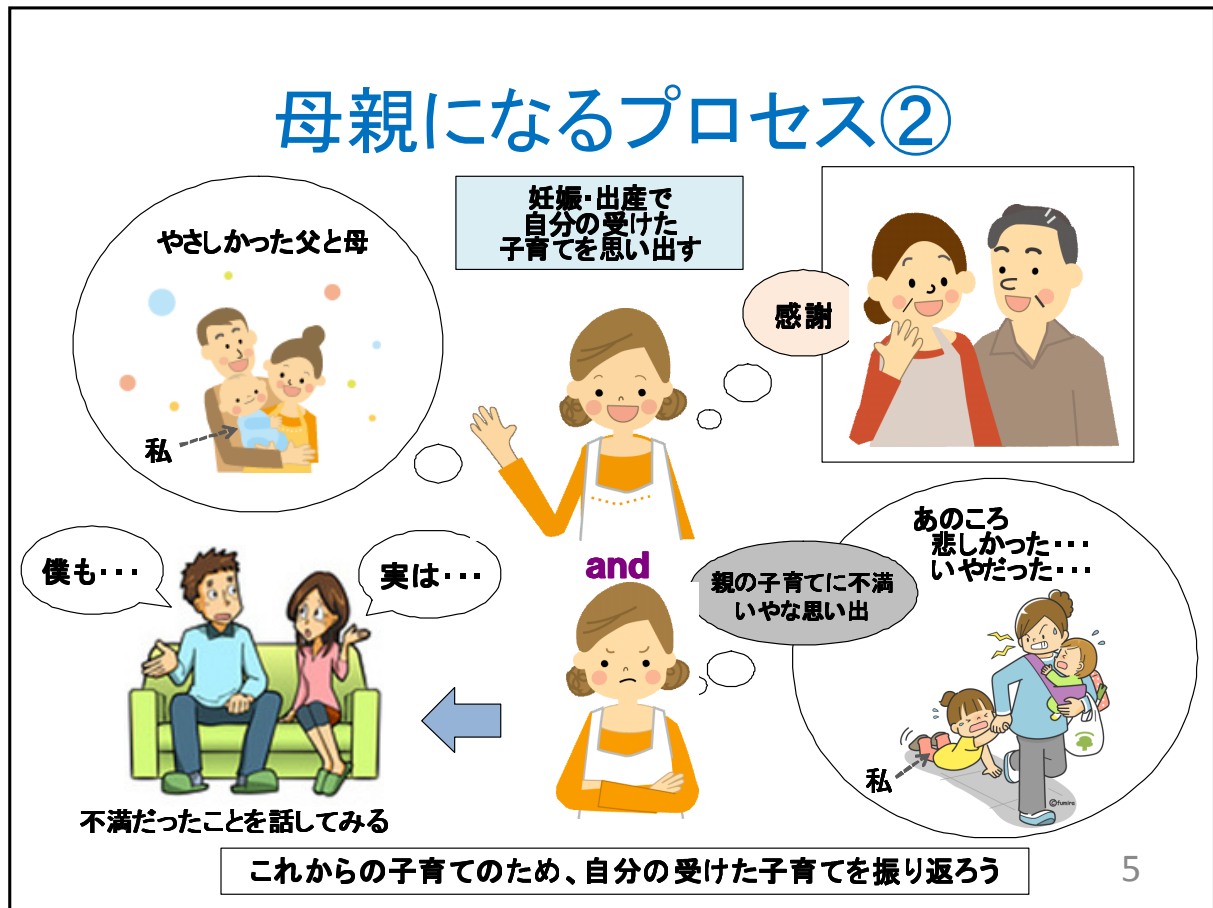 母親になるプロセス②
妊娠・出産で
自分の受けた
子育てを思い出す
やさしかった父と母
私
感謝
and
親の子育てに不満
いやな思い出
あのころ
悲しかった・・・
いやだった・・・
私
©fumira
僕も・・・
実は・・・
不満だったことを話してみる
これからの子育てのため、自分の受けた子育てを振り返ろう
5